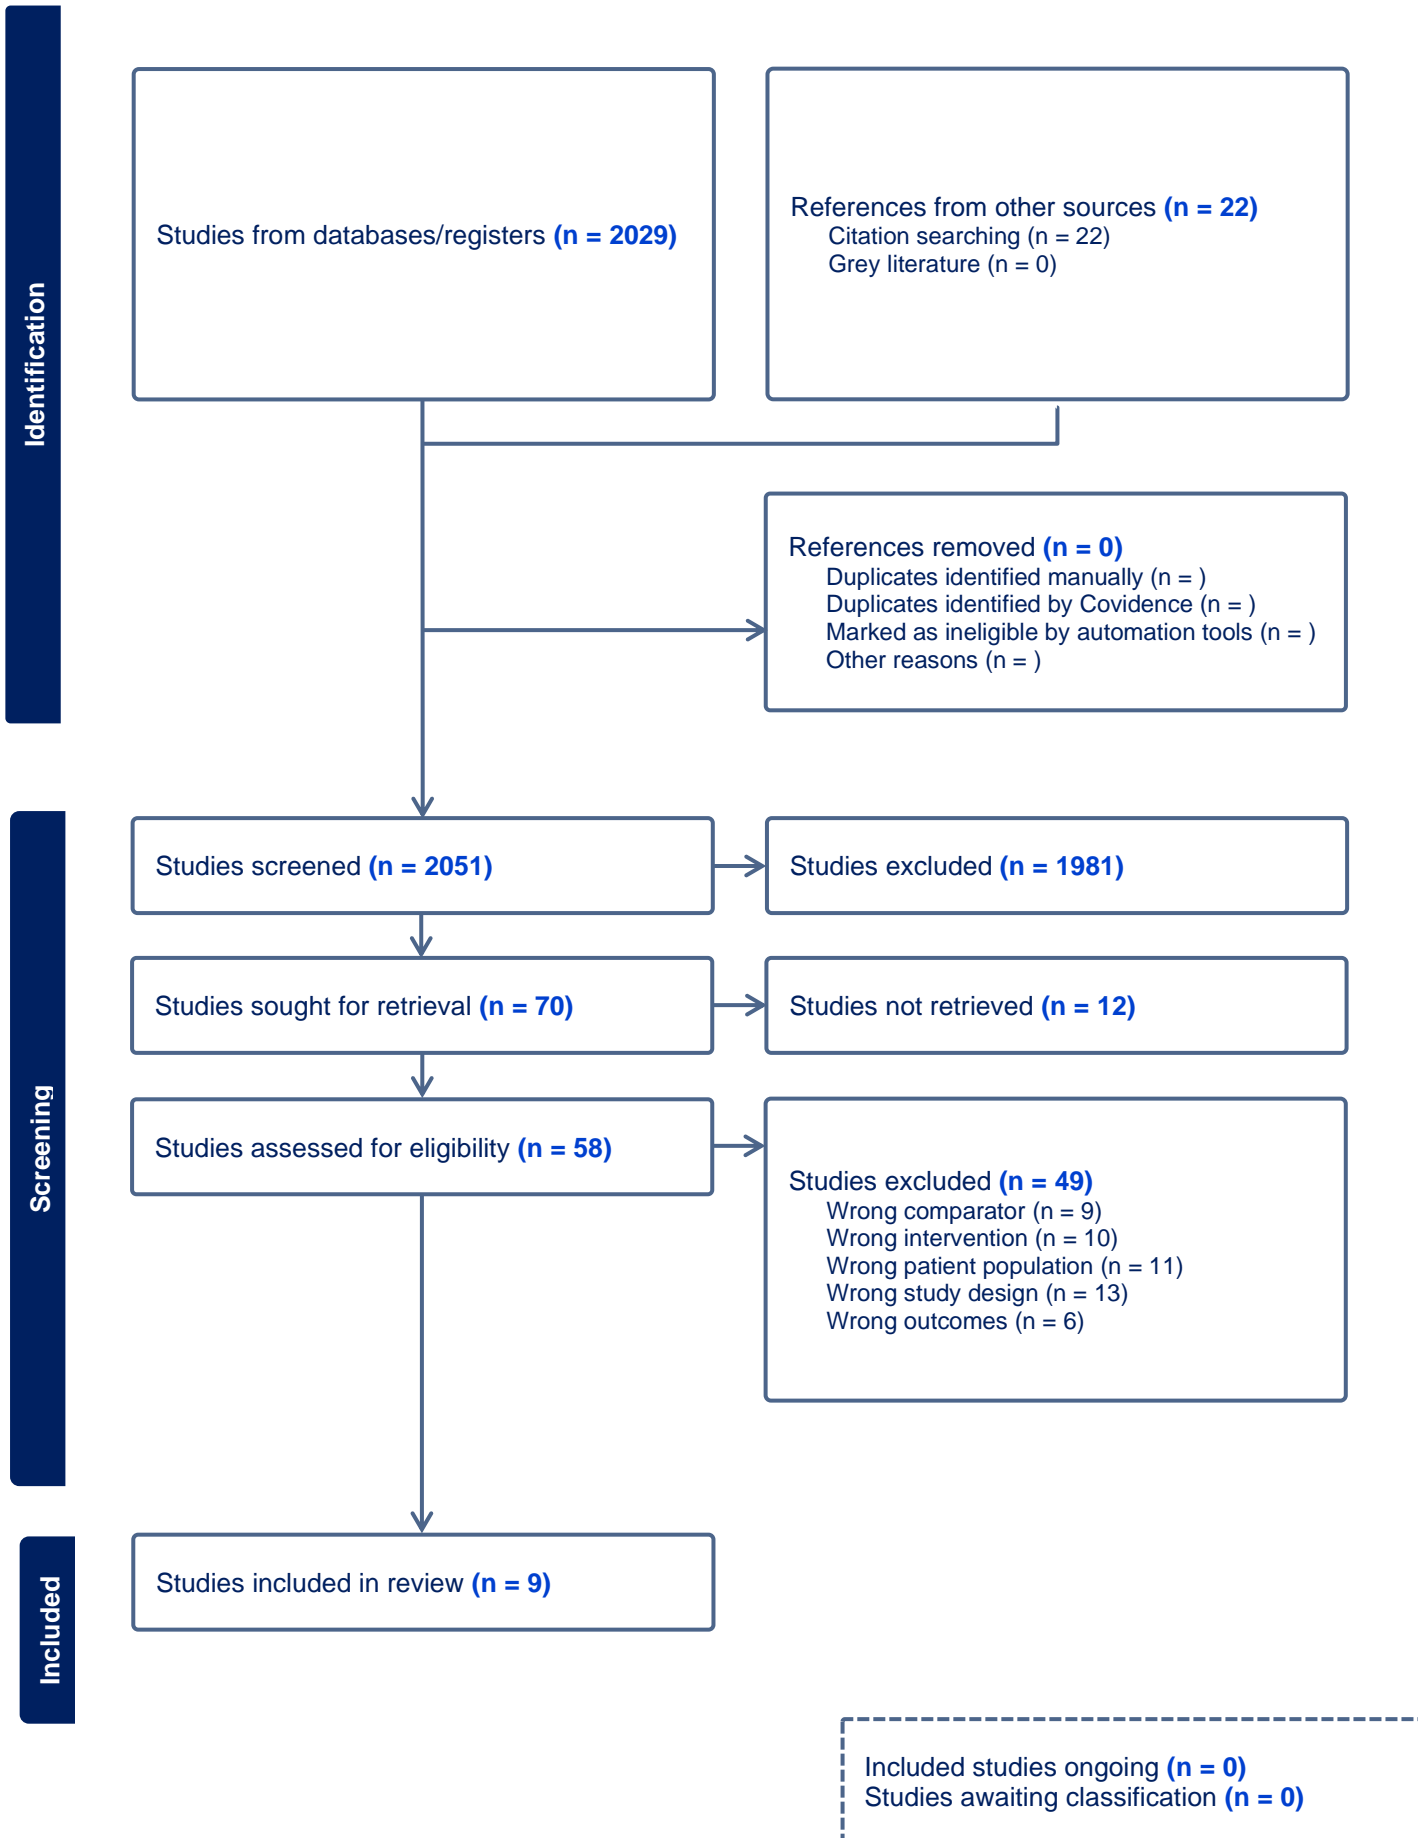 Identification
Studies from databases/registers (n = 2029)
References from other sources (n = 22)
Citation searching (n = 22)
Grey literature (n = 0)
References removed (n = 0)
Duplicates identified manually (n = )
Duplicates identified by Covidence (n = )
Marked as ineligible by automation tools (n = )
Other reasons (n = )
Screening
Studies screened (n = 2051)
Studies excluded (n = 1981)
Studies sought for retrieval (n = 70)
Studies not retrieved (n = 12)
Studies assessed for eligibility (n = 58)
Studies excluded (n = 49)
Wrong comparator (n = 9)
Wrong intervention (n = 10)
Wrong patient population (n = 11)
Wrong study design (n = 13)
Wrong outcomes (n = 6)
Included
Studies included in review (n = 9)
Included studies ongoing (n = 0)
Studies awaiting classification (n = 0)